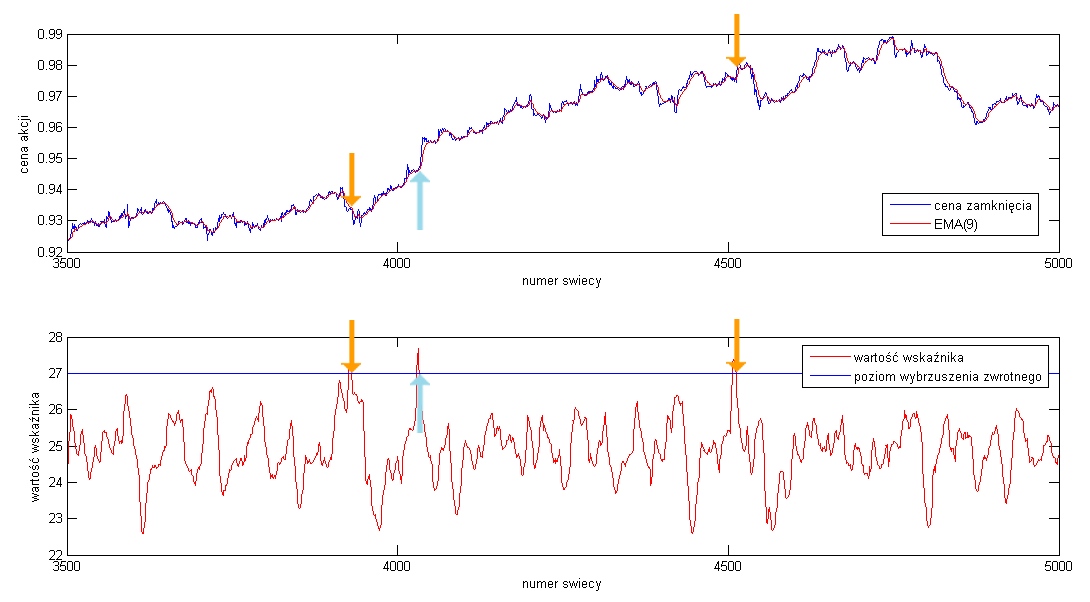 0.99
0.98
0.97
0.96
0.95
0.94
0.93
0.92
cena akcji
3500 4000 4500 5000
numer swiecy
cena zamknięcia
EMA(9)
28
27
26
25
24
23
22
wartość wskaźnika
3500 4000 4500 5000
numer swiecy
wartość wskaźnika
poziom wybrzuszenia zwrotnego